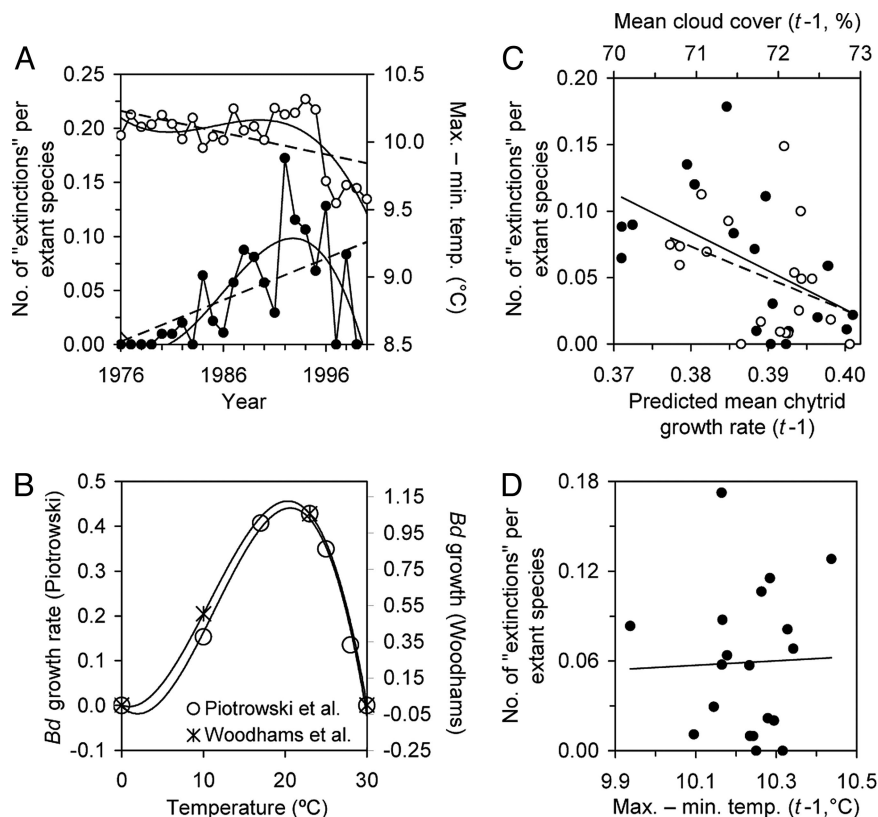 A
No. of "extinctions" per
extant species
0.25
0.20
0.15
0.10
0.05
0.00
10.5
10.0
9.5
9.0
8.5
Max. – min. temp. (°C)
1976
1986
1996
Year
C
Mean cloud cover (t-1, %)
70
71
72
73
No. of "extinctions" per
extant species
0.20
0.15
0.10
0.05
0.00
0.37
0.38
0.39
0.40
Predicted mean chytrid
growth rate (t-1)
B
Bd growth rate (Piotrowski)
0.5
0.4
0.3
0.2
0.1
0.0
-0.1
1.15
0.95
0.75
0.55
0.35
0.15
-0.05
-0.25
Bd growth (Woodhams)
Piotrowski et al.
Woodhams et al.
0
10
20
30
Temperature (ºC)
D
No. of "extinctions" per
extant species
0.18
0.12
0.06
0.00
9.9
10.1
10.3
10.5
Max. – min. temp. (t-1,°C)